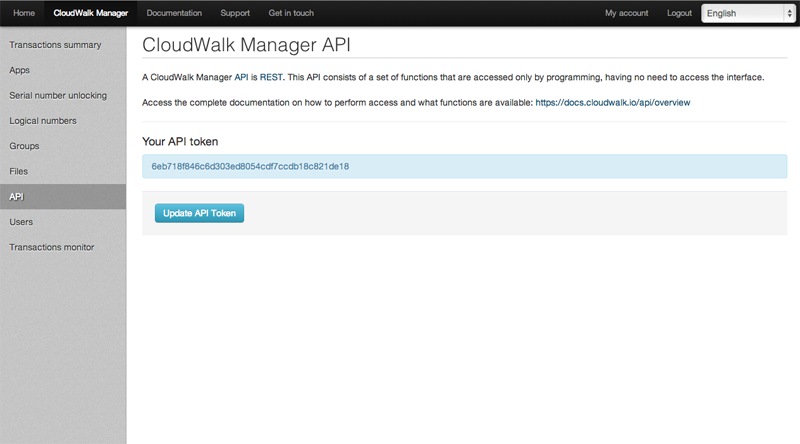 Home CloudWalk Manager Documentation Support Get in touch My account Logout English
Transactions summary
Apps
Serial number unlocking
Logical numbers
Groups
Files
API
Users
Transactions monitor
CloudWalk Manager API
A CloudWalk Manager API is REST. This API consists of a set of functions that are accessed only by programming, having no need to access the interface.
Access the complete documentation on how to perform access and what functions are available: https://docs.cloudwalk.io/api/overview
Your API token
6eb718f846c6d303ed8054cdf7ccdb18c821de18
Update API Token